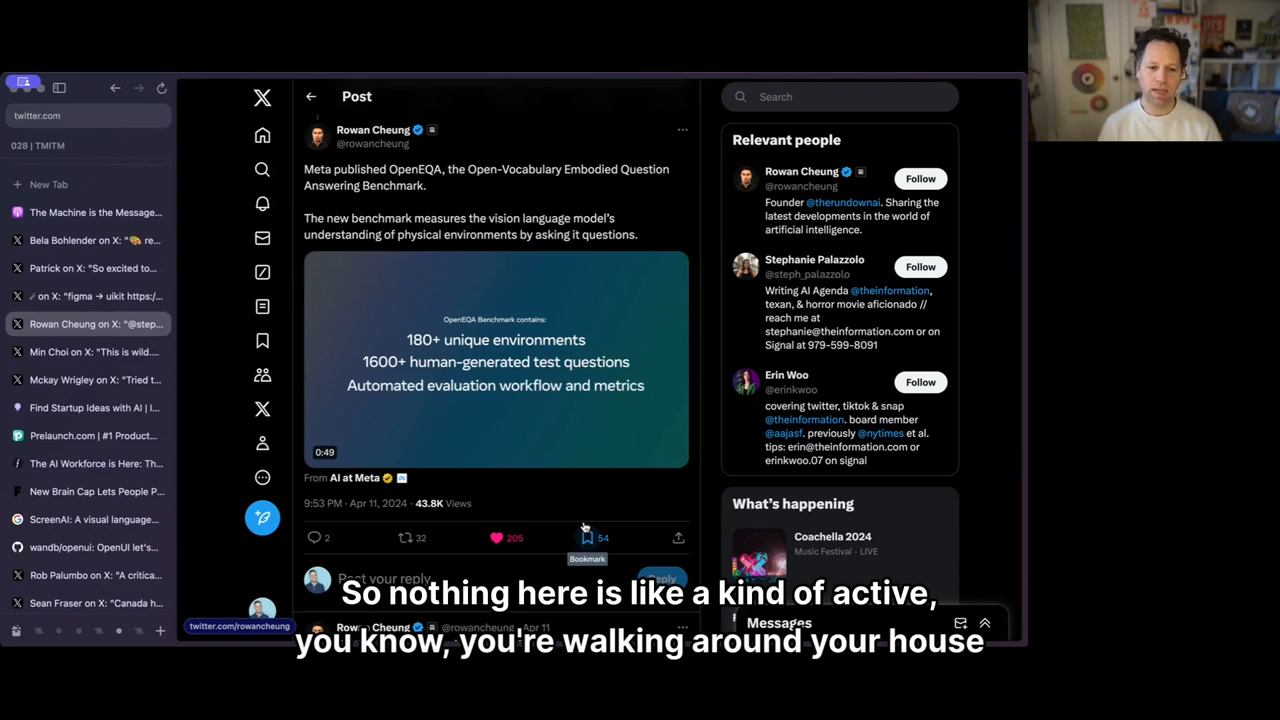 twitter.com
028 | TMITM
New Tab
The Machine is the Message...
Bela Bohlender on X: "🎨 re...
Patrick on X: "So excited to...
on X: "figma → uikit https:/...
Rowan Cheung on X: "@step...
Min Choi on X: "This is wild....
Mckay Wrigley on X: "Tried t...
Find Startup Ideas with AI | I...
Prelaunch.com | #1 Product...
The AI Workforce is Here: Th...
New Brain Cap Lets People P...
ScreenAI: A visual language...
wandb/openui: OpenUI let's...
Rob Palumbo on X: "A critica...
Sean Fraser on X: "Canada h...
twitter.com/rowancheung
Post
Rowan Cheung
@rowancheung
Meta published OpenEQA, the Open-Vocabulary Embodied Question
Answering Benchmark.
The new benchmark measures the vision language model's
understanding of physical environments by asking it questions.
OpenEQA Benchmark contains:
180+ unique environments
1600+ human-generated test questions
Automated evaluation workflow and metrics
0:49
From AI at Meta
9:53 PM · Apr 11, 2024 · 43.8K Views
2 32 205 54
Bookmark
Post your reply
Reply
Rowan Cheung @rowancheung · Apr 11
Search
Relevant people
Rowan Cheung
@rowancheung
Follow
Founder @therundownai. Sharing the
latest developments in the world of
artificial intelligence.
Stephanie Palazzolo
@steph_palazzolo
Follow
Writing AI Agenda @theinformation,
texan, & horror movie aficionado //
reach me at
stephanie@theinformation.com or on
Signal at 979-599-8091
Erin Woo
@erinkwoo
Follow
covering twitter, tiktok & snap
@theinformation. board member
@aajasf. previously @nytimes et al.
tips: erin@theinformation.com or
erinkwoo.07 on signal
What's happening
Coachella 2024
Music Festival · LIVE
Messages
So nothing here is like a kind of active,
you know, you're walking around your house